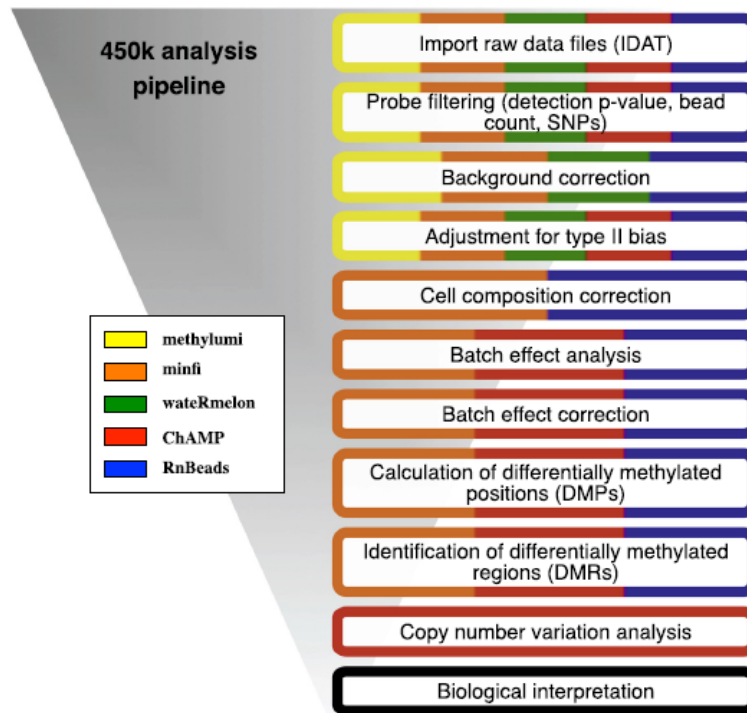 450k analysis
pipeline
Import raw data files (IDAT)
Probe filtering (detection p-value, bead
count, SNPs)
Background correction
Adjustment for type II bias
Cell composition correction
Batch effect analysis
Batch effect correction
Calculation of differentially methylated
positions (DMPs)
Identification of differentially methylated
regions (DMRs)
Copy number variation analysis
Biological interpretation
methylumi
minfi
wateRmelon
ChAMP
RnBeads